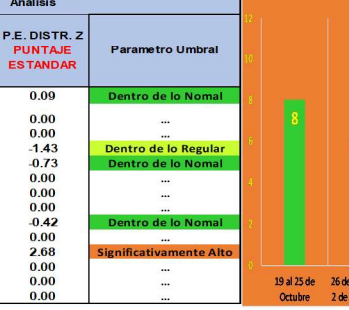 Analisis
P.E. DISTR. Z
PUNTAJE
ESTANDAR
Parametro Umbral
0.09 Dentro de lo Nomal
0.00 ...
0.00 ...
-1.43 Dentro de lo Regular
-0.73 Dentro de lo Nomal
0.00 ...
0.00 ...
0.00 ...
-0.42 Dentro de lo Nomal
0.00 ...
2.68 Significativamente Alto
0.00 ...
0.00 ...
0.00 ...
12
10
8
6
4
2
0
8
19 al 25 de
Octubre
26 de
2 de